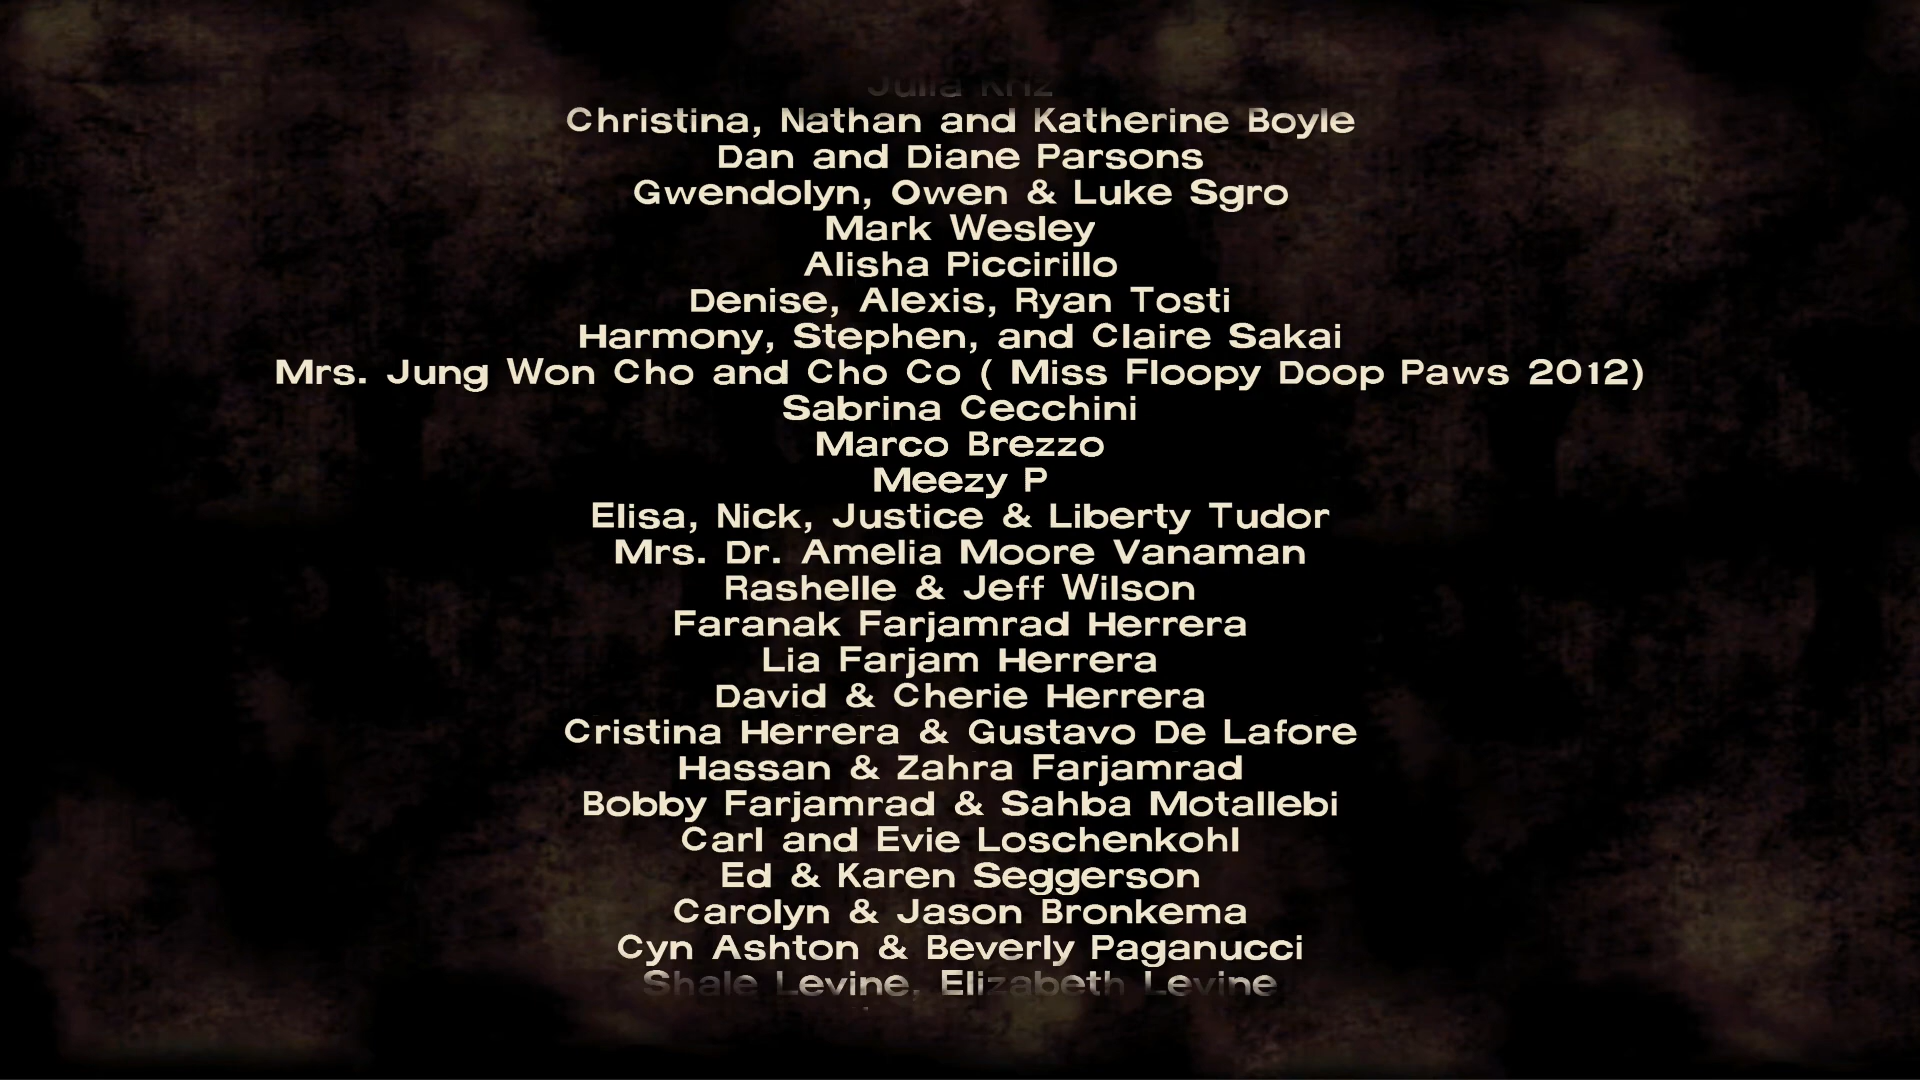 Julia Kriz
Christina, Nathan and Katherine Boyle
Dan and Diane Parsons
Gwendolyn, Owen & Luke Sgro
Mark Wesley
Alisha Piccirillo
Denise, Alexis, Ryan Tosti
Harmony, Stephen, and Claire Sakai
Mrs. Jung Won Cho and Cho Co ( Miss Floopy Doop Paws 2012)
Sabrina Cecchini
Marco Brezzo
Meezy P
Elisa, Nick, Justice & Liberty Tudor
Mrs. Dr. Amelia Moore Vanaman
Rashelle & Jeff Wilson
Faranak Farjamrad Herrera
Lia Farjam Herrera
David & Cherie Herrera
Cristina Herrera & Gustavo De Lafore
Hassan & Zahra Farjamrad
Bobby Farjamrad & Sahba Motallebi
Carl and Evie Loschenkohl
Ed & Karen Seggerson
Carolyn & Jason Bronkema
Cyn Ashton & Beverly Paganucci
Shale Levine, Elizabeth Levine